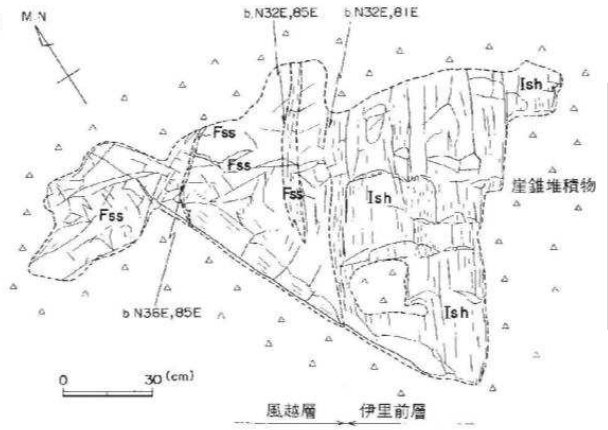 M.N
b.N32E,85E
b.N32E,81E
Ish
Fss
Fss
Fss
Ish
崖錐堆積物
Fss
Ish
b.N36E,85E
0 30 (cm)
風越層 伊里前層